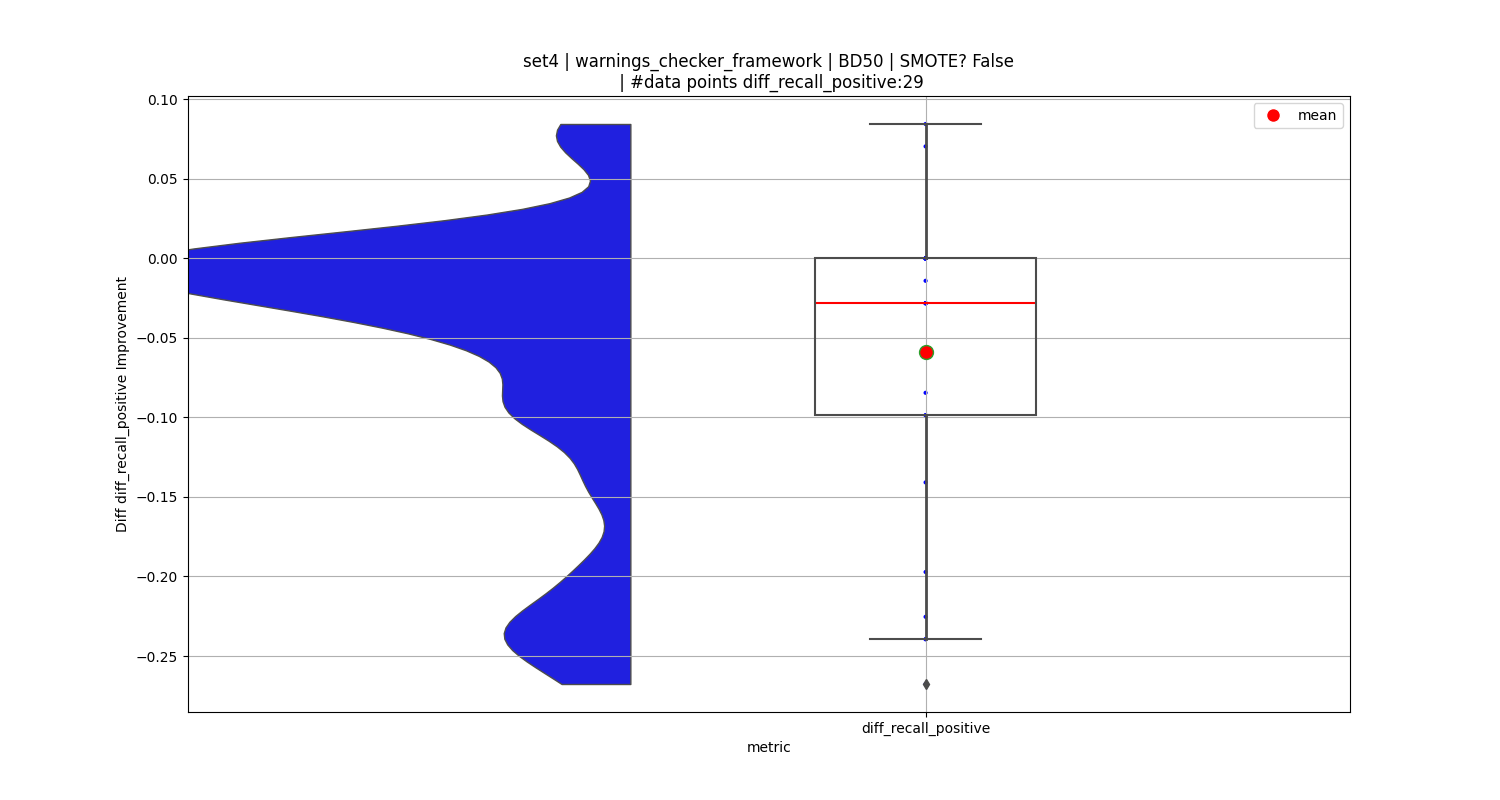 set4 | warnings_checker_framework | BD50 | SMOTE? False
| #data points diff_recall_positive:29
0.10
0.05
0.00
−0.05
−0.10
−0.15
−0.20
−0.25
Diff diff_recall_positive Improvement
mean
diff_recall_positive
metric